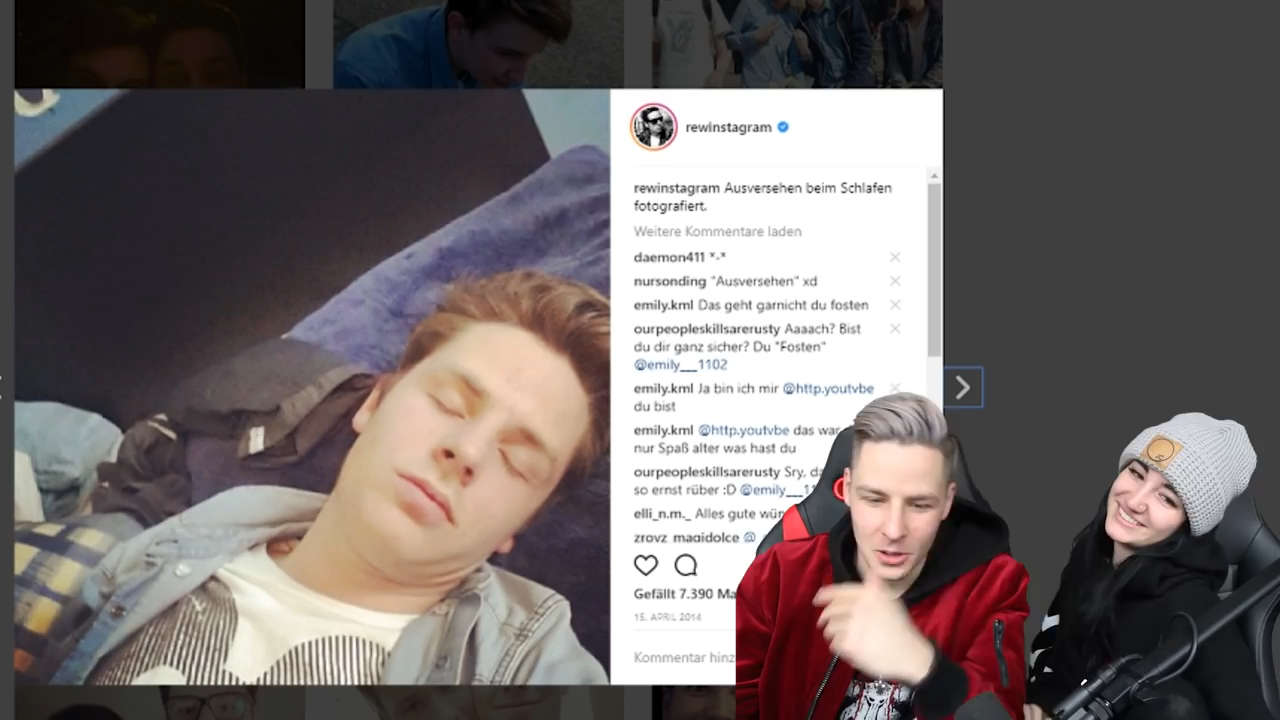 rewinstagram
rewinstagram Ausversehen beim Schlafen
fotografiert.
Weitere Kommentare laden
daemon411 *-*
nursonding "Ausversehen" xd
emily.kml Das geht garnicht du fosten
ourpeopleskillsarerusty Aaaach? Bist
du dir ganz sicher? Du "Fosten"
@emily___1102
emily.kml Ja bin ich mir @http.youtvbe
du bist
emily.kml @http.youtvbe das war
nur Spaß alter was hast du
ourpeopleskillsarerusty Sry,
so ernst rüber :D
elli_n.m._ Alles gute
zrovz_magidolce @
Gefällt 7.390
15. APRIL 2014
Kommentar